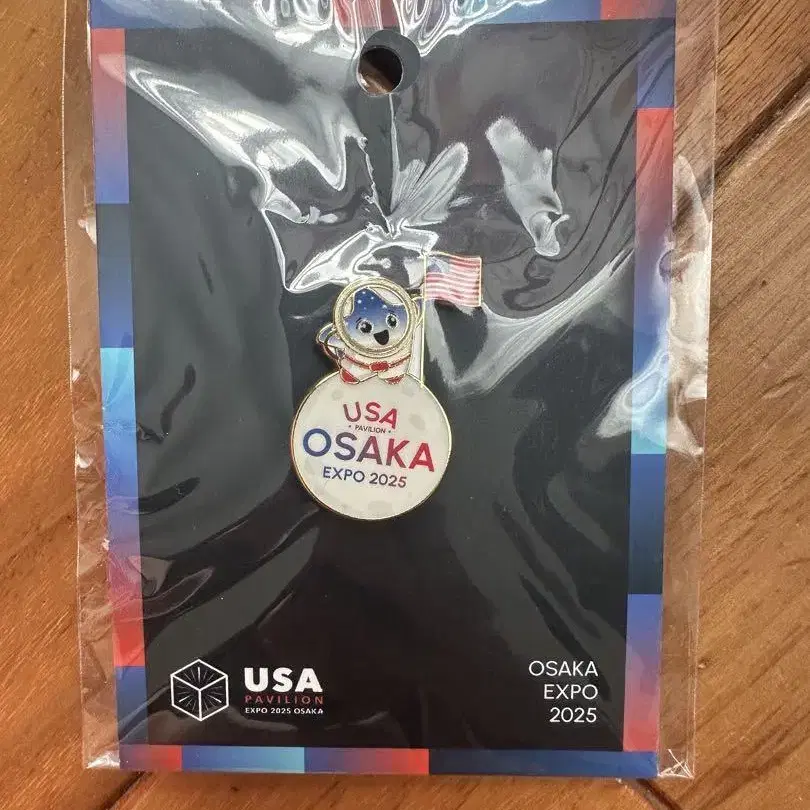 USA
• PAVILION •
OSAKA
EXPO 2025
USA
PAVILION
EXPO 2025 OSAKA
OSAKA
EXPO
2025